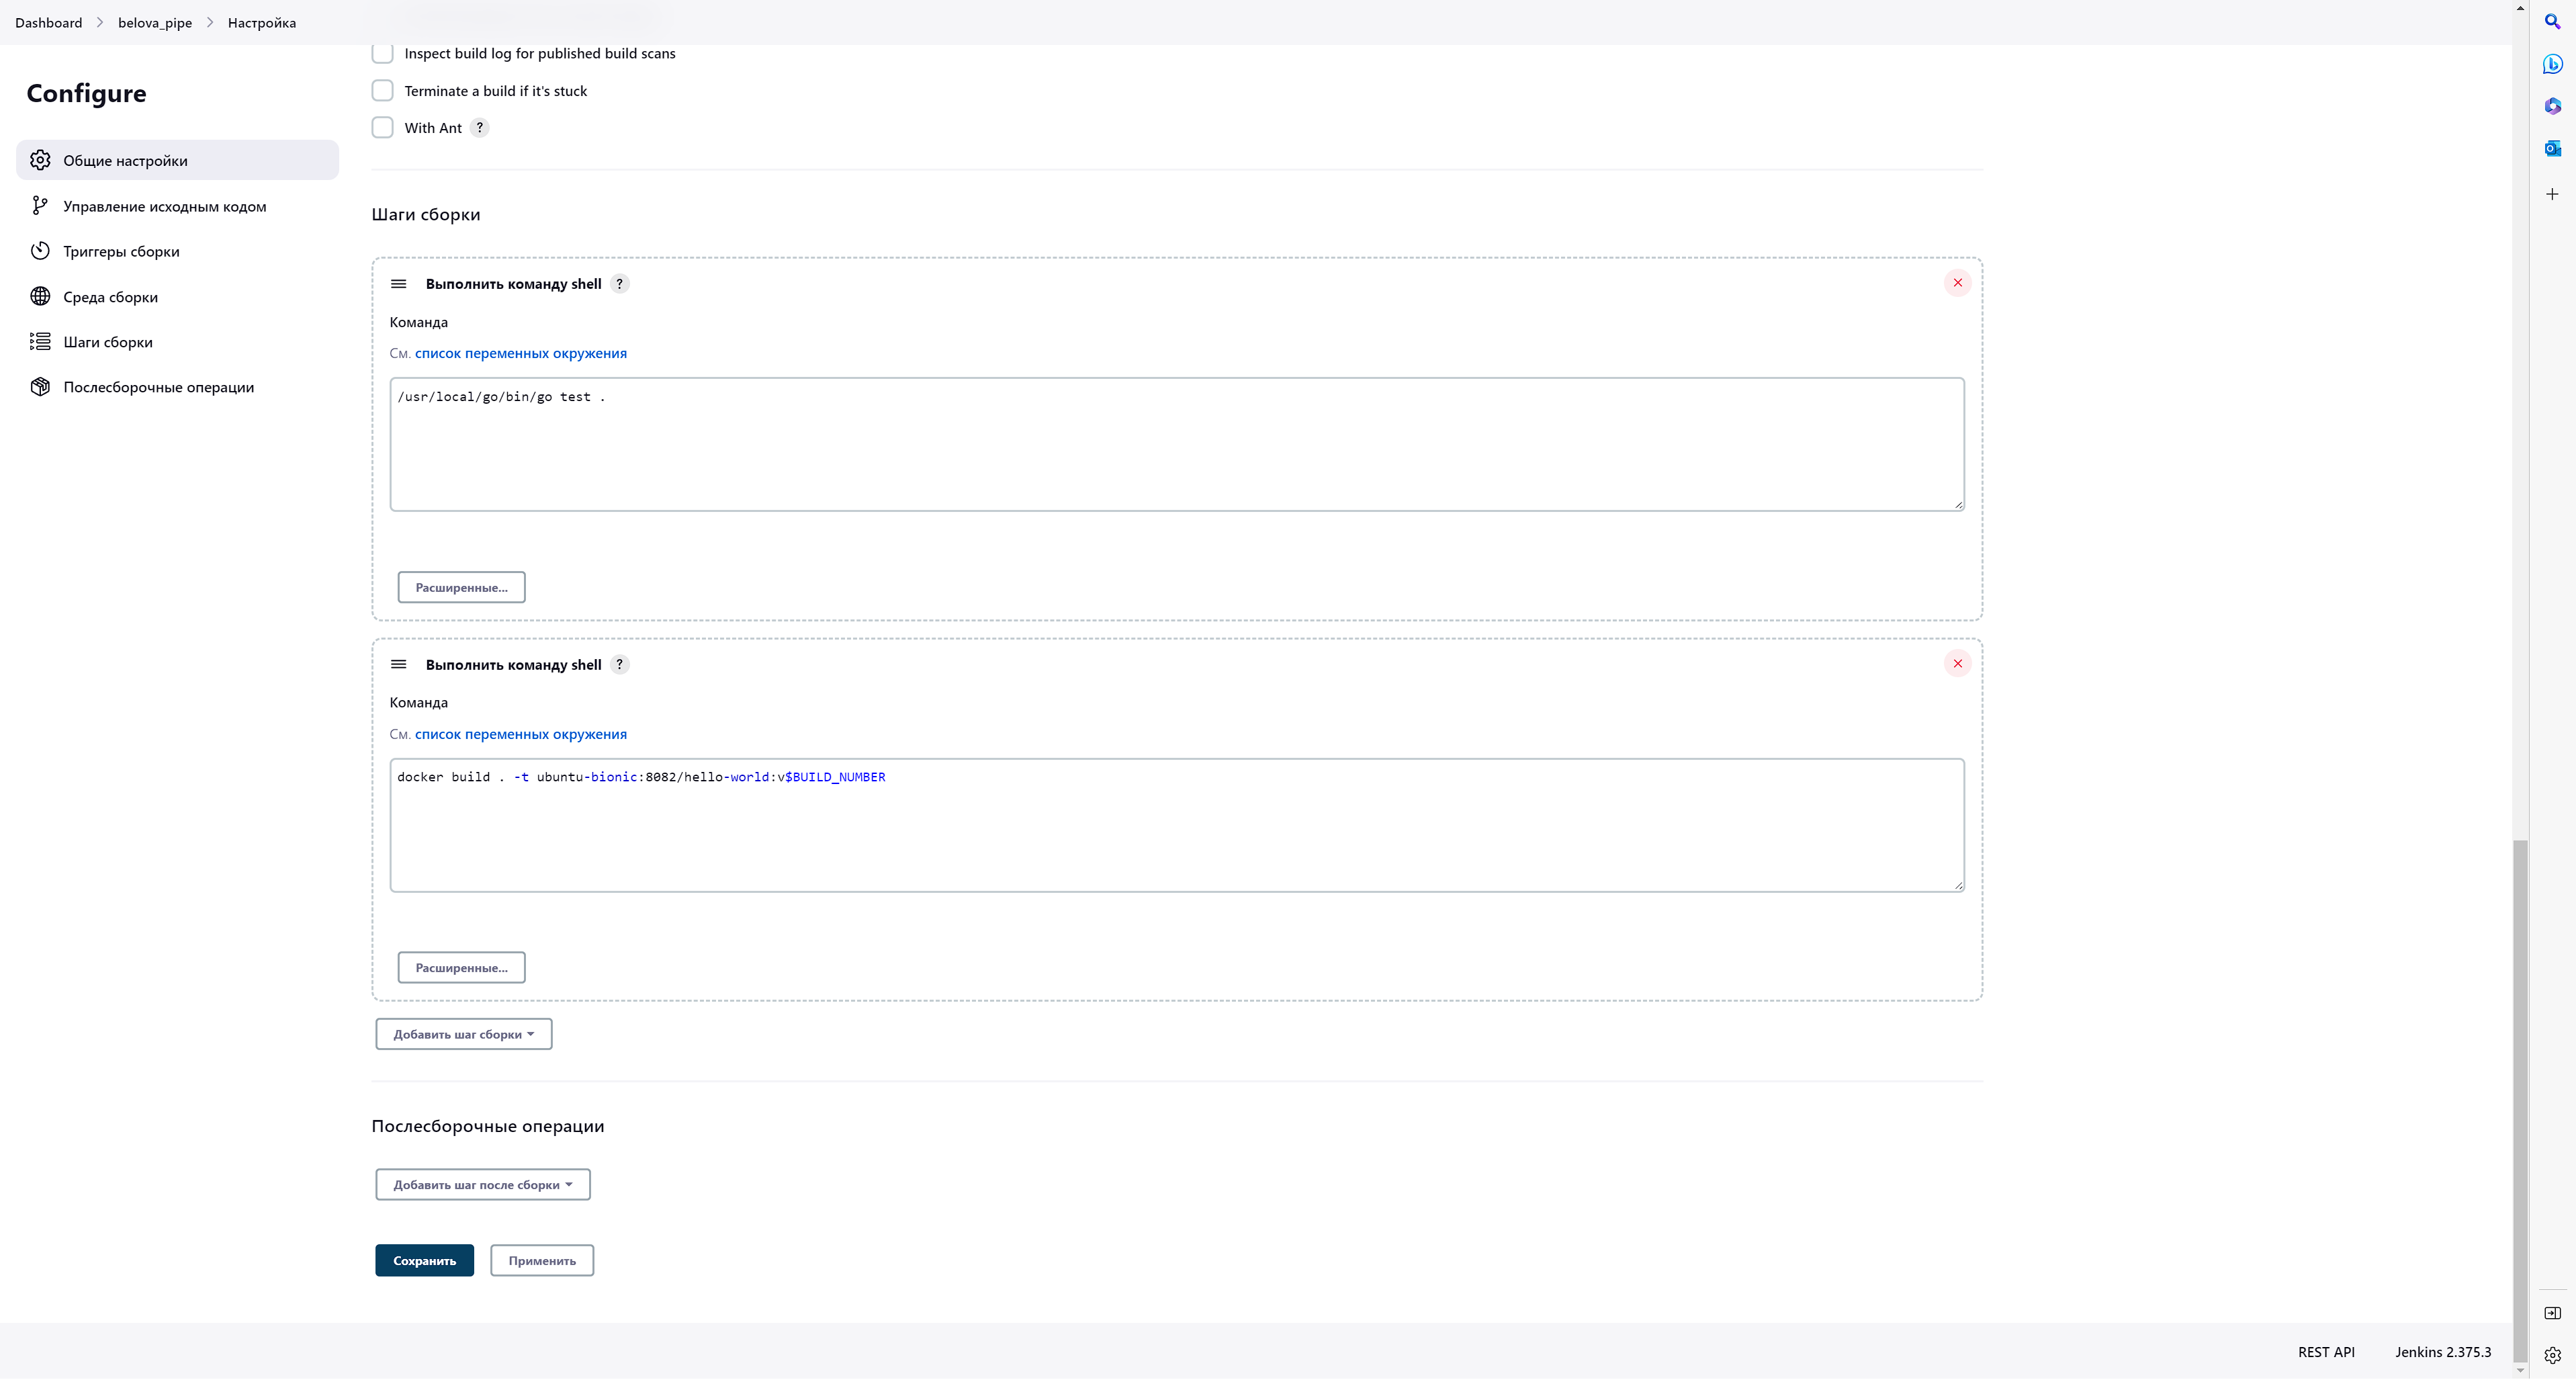 Dashboard > belova_pipe > Настройка
Configure
Общие настройки
Управление исходным кодом
Триггеры сборки
Среда сборки
Шаги сборки
Послесборочные операции
Inspect build log for published build scans
Terminate a build if it's stuck
With Ant ?
Шаги сборки
Выполнить команду shell ?
Команда
См. список переменных окружения
/usr/local/go/bin/go test .
Расширенные...
Выполнить команду shell ?
Команда
См. список переменных окружения
docker build . -t ubuntu-bionic:8082/hello-world:v$BUILD_NUMBER
Расширенные...
Добавить шаг сборки
Послесборочные операции
Добавить шаг после сборки
Сохранить Применить
REST API Jenkins 2.375.3